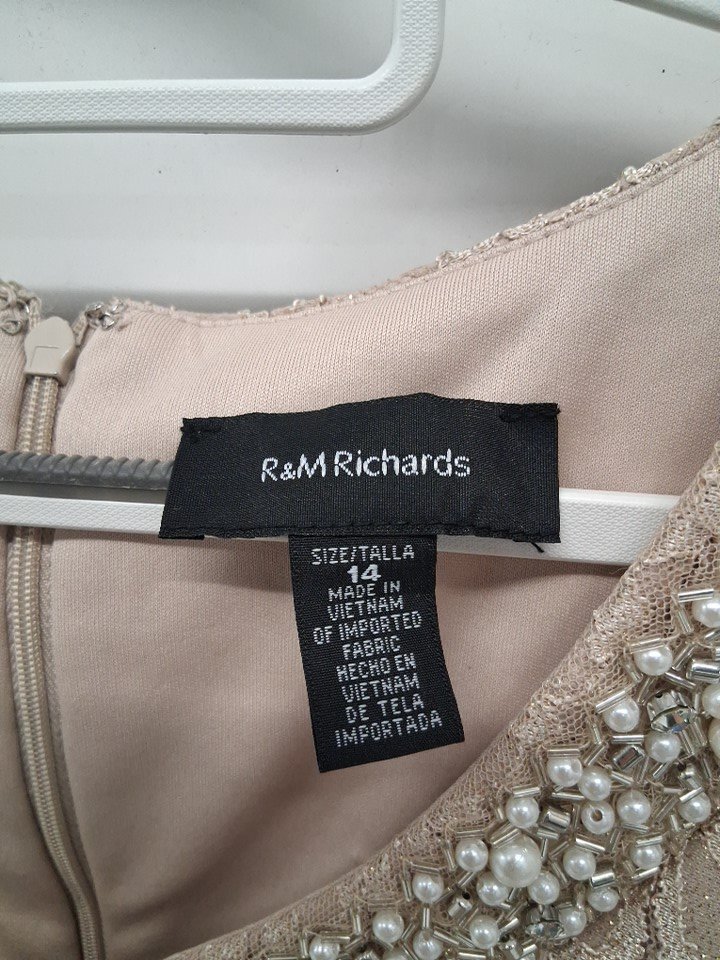 R&M Richards
SIZE/TALLA
14
MADE IN
VIETNAM
OF IMPORTED
FABRIC
HECHO EN
VIETNAM
DE TELA
IMPORTADA